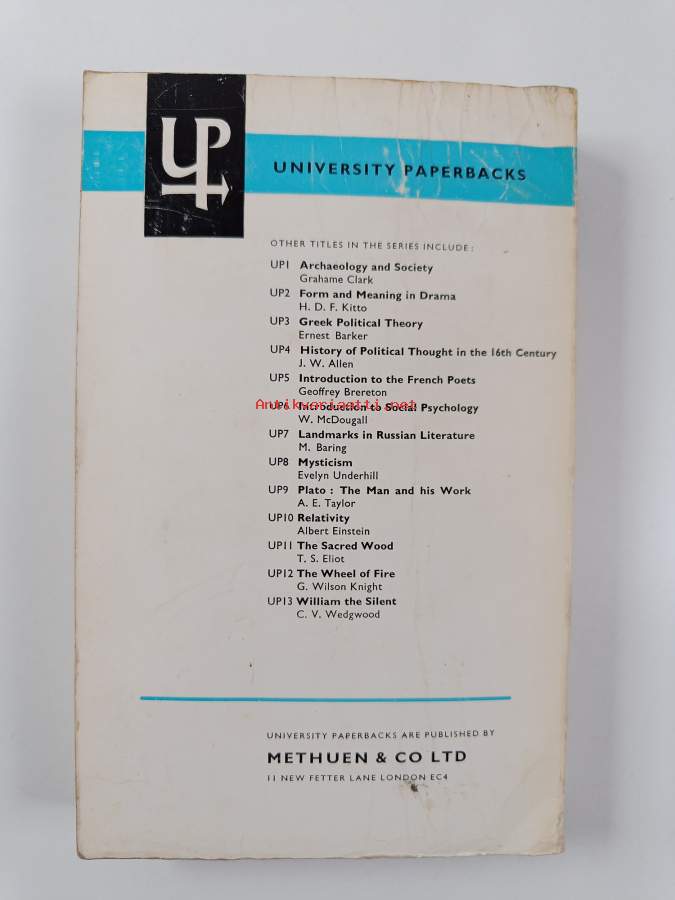 UP
UNIVERSITY PAPERBACKS
OTHER TITLES IN THE SERIES INCLUDE :
UP1 Archaeology and Society
Grahame Clark
UP2 Form and Meaning in Drama
H. D. F. Kitto
UP3 Greek Political Theory
Ernest Barker
UP4 History of Political Thought in the 16th Century
J. W. Allen
UP5 Introduction to the French Poets
Geoffrey Brereton
Antikvariaatti.net
UP6 Introduction to Social Psychology
W. McDougall
UP7 Landmarks in Russian Literature
M. Baring
UP8 Mysticism
Evelyn Underhill
UP9 Plato : The Man and his Work
A. E. Taylor
UP10 Relativity
Albert Einstein
UP11 The Sacred Wood
T. S. Eliot
UP12 The Wheel of Fire
G. Wilson Knight
UP13 William the Silent
C. V. Wedgwood
UNIVERSITY PAPERBACKS ARE PUBLISHED BY
METHUEN & CO LTD
11 NEW FETTER LANE LONDON EC4